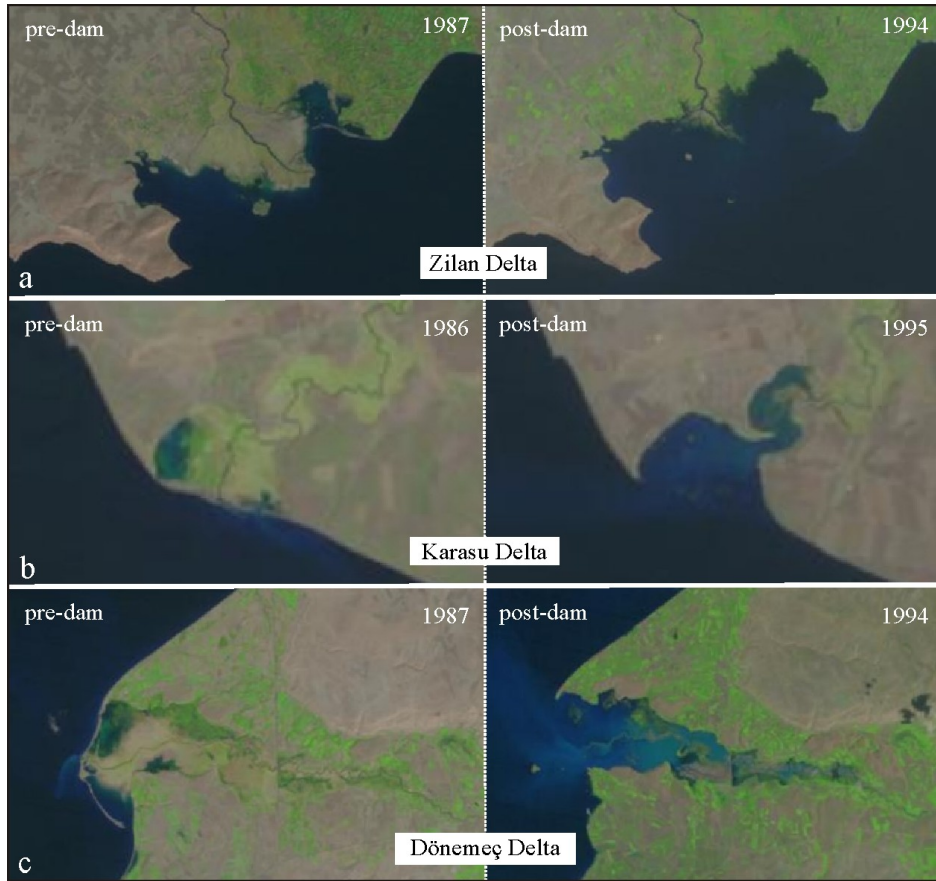 pre-dam
1987
post-dam
1994
Zilan Delta
a
pre-dam
1986
post-dam
1995
Karasu Delta
b
pre-dam
1987
post-dam
1994
Dönemeç Delta
c